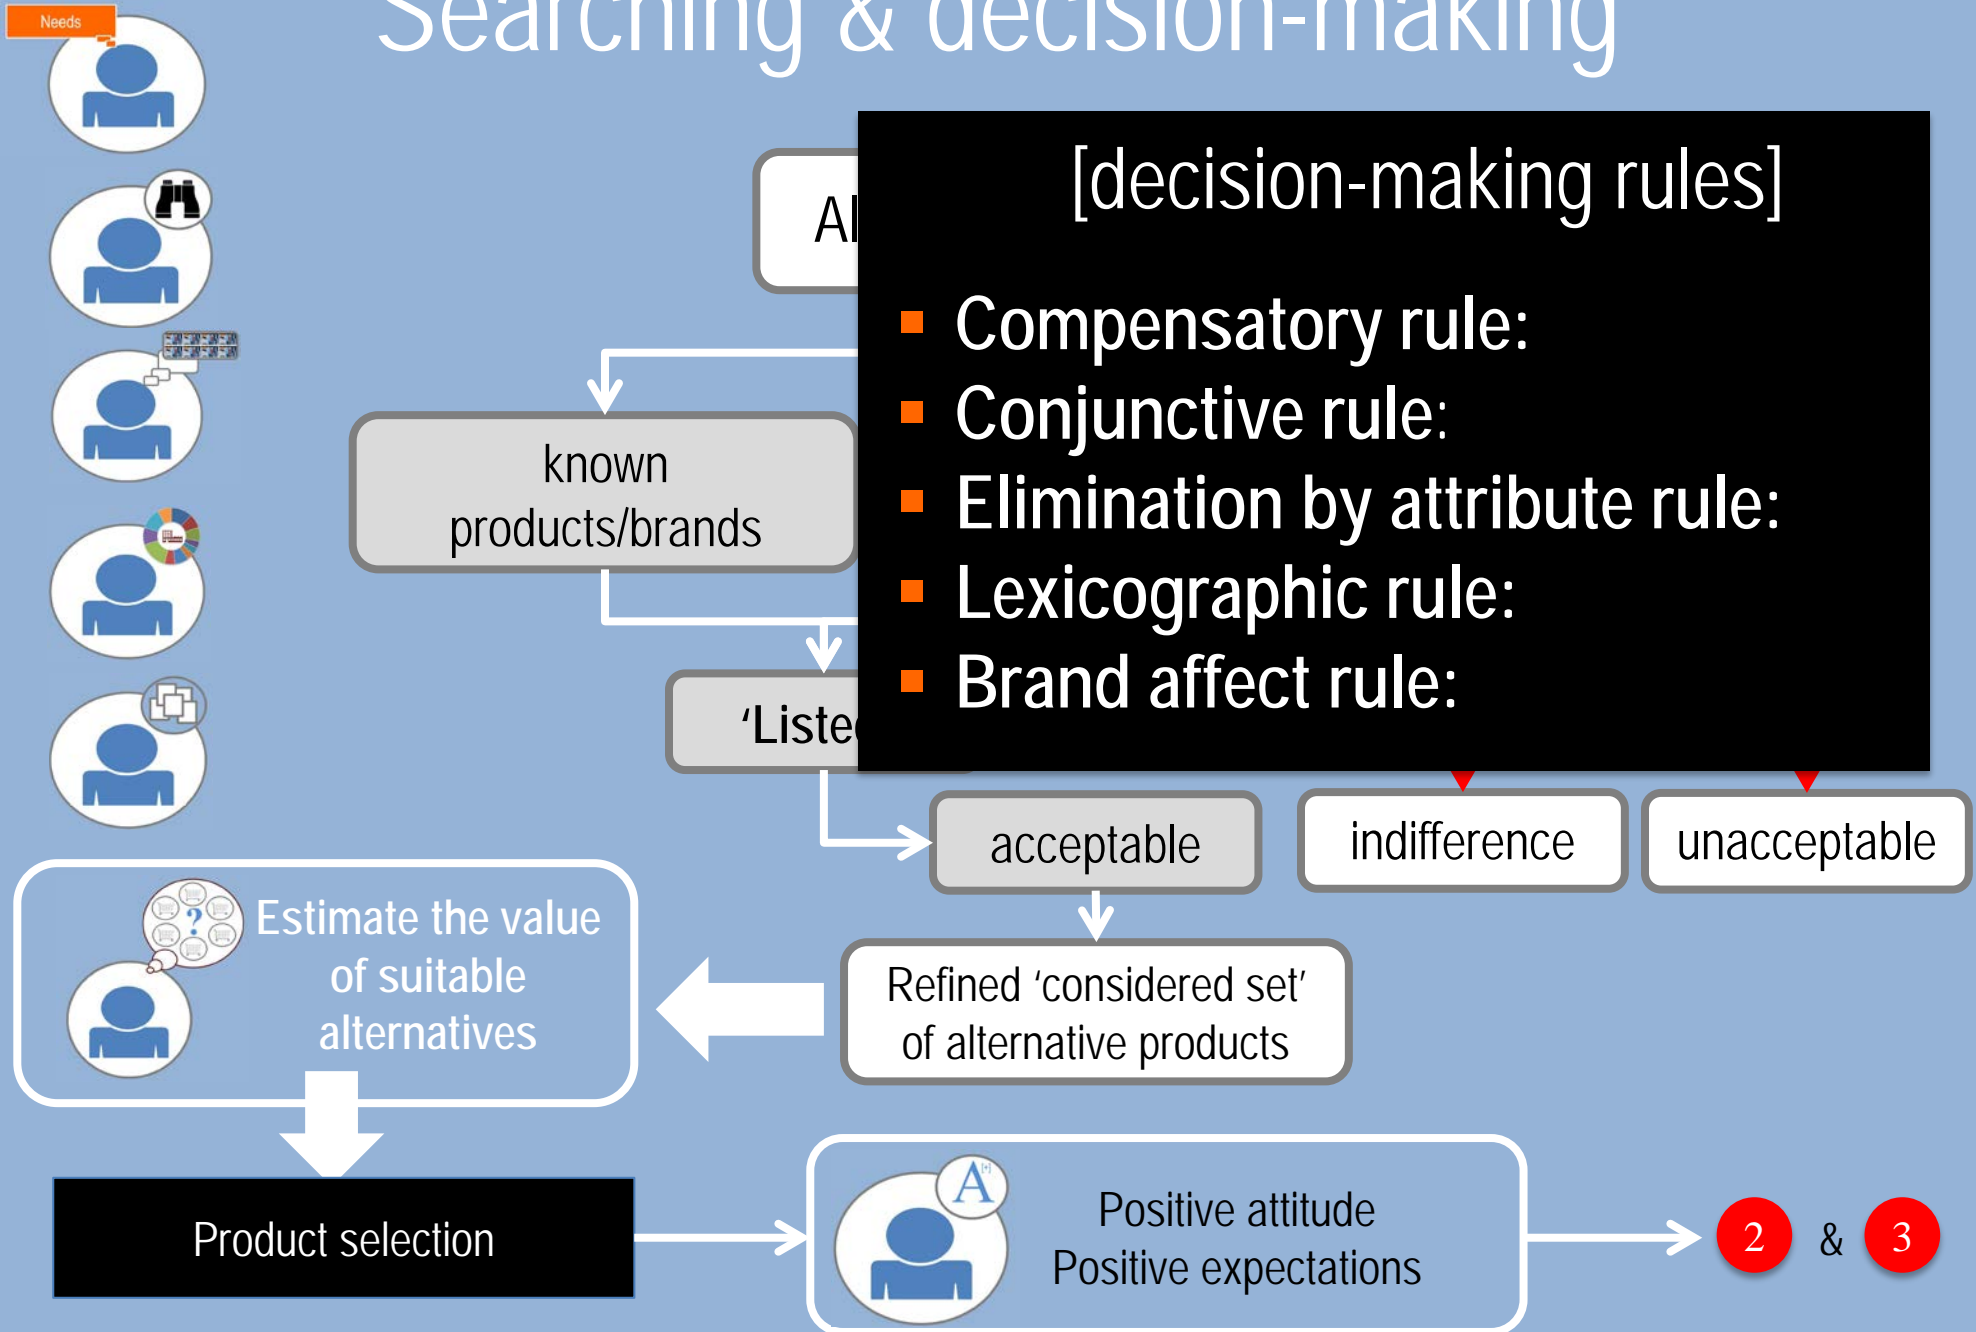 Needs
Searching & decision-making
[decision-making rules]
Al
▪ Compensatory rule:
▪ Conjunctive rule:
▪ Elimination by attribute rule:
▪ Lexicographic rule:
▪ Brand affect rule:
known
products/brands
‘Liste
acceptable
indifference
unacceptable
Estimate the value
of suitable
alternatives
?
Refined ‘considered set’
of alternative products
Product selection
A[+]
Positive attitude
Positive expectations
2 & 3